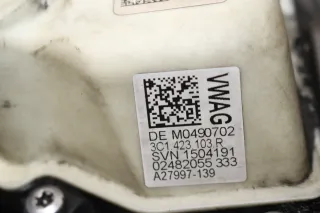 VWAG
DE M0490702
3C1 423 103 R
SVN 1504191
02482055 333
A27997-139